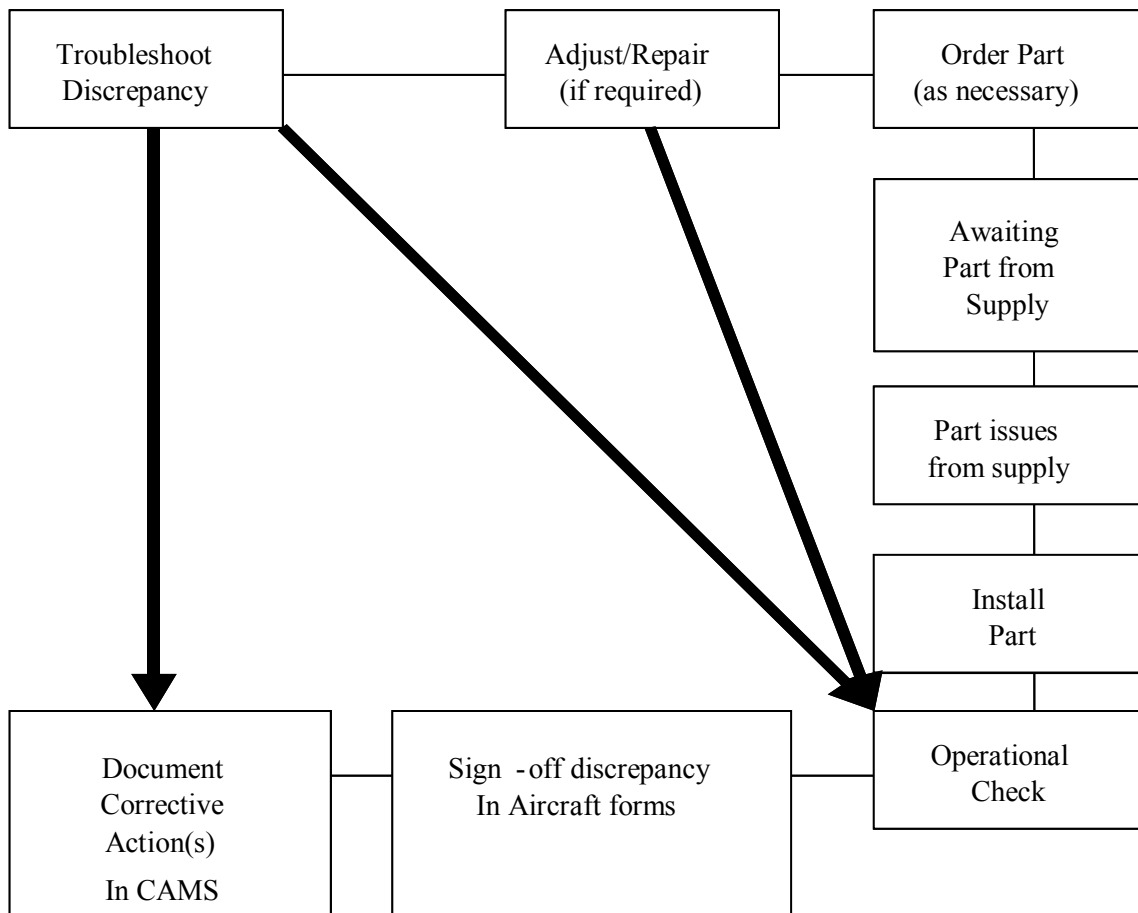 Troubleshoot
Discrepancy
Adjust/Repair
(if required)
Order Part
(as necessary)
Awaiting
Part from
Supply
Part issues
from supply
Install
Part
Operational
Check
Sign -off discrepancy
In Aircraft forms
Document
Corrective
Action(s)
In CAMS